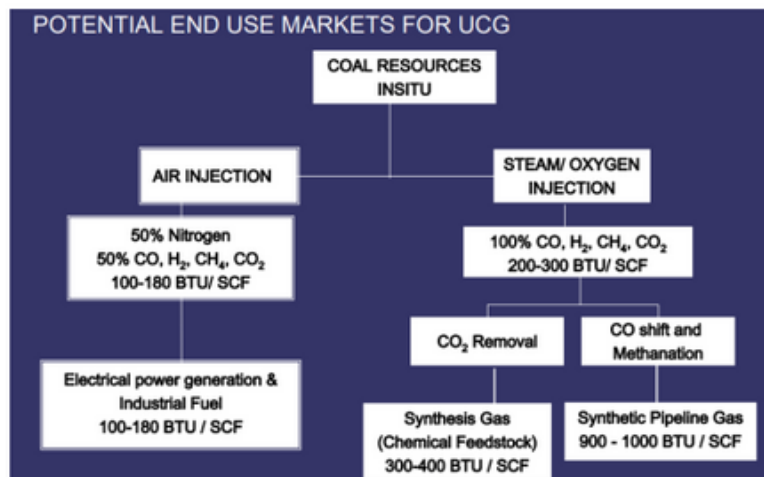 POTENTIAL END USE MARKETS FOR UCG
COAL RESOURCES
INSITU
AIR INJECTION
STEAM/ OXYGEN
INJECTION
50% Nitrogen
50% CO, H₂, CH₄, CO₂
100-180 BTU/ SCF
100% CO, H₂, CH₄, CO₂
200-300 BTU/ SCF
CO₂ Removal
CO shift and
Methanation
Electrical power generation &
Industrial Fuel
100-180 BTU / SCF
Synthesis Gas
(Chemical Feedstock)
300-400 BTU / SCF
Synthetic Pipeline Gas
900 - 1000 BTU / SCF